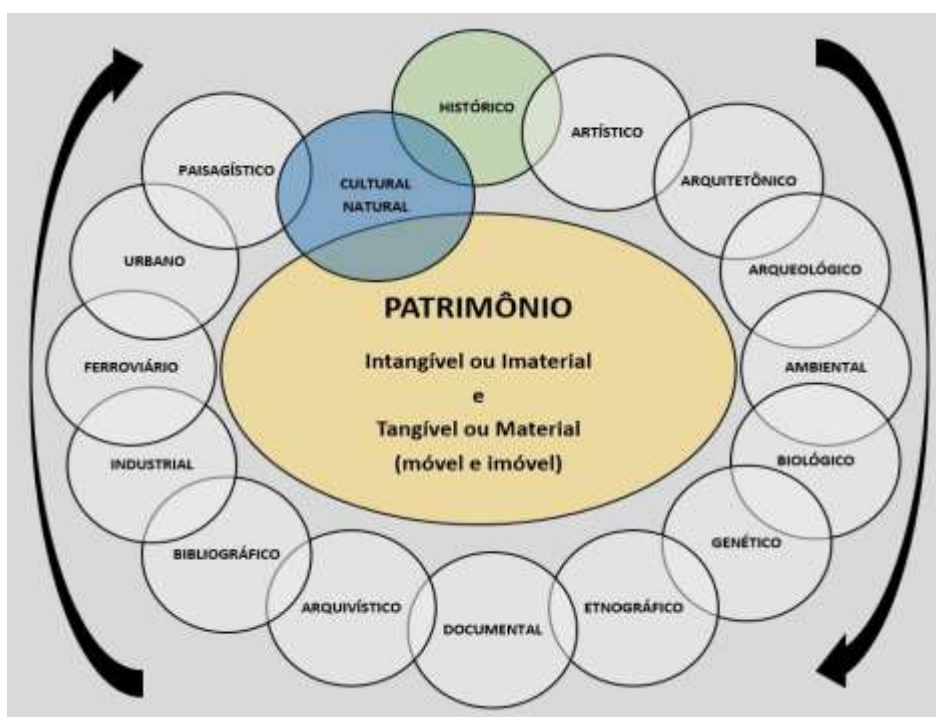 HISTÓRICO
ARTÍSTICO
ARQUITETÔNICO
ARQUEOLÓGICO
AMBIENTAL
BIOLÓGICO
GENÉTICO
ETNOGRÁFICO
DOCUMENTAL
ARQUIVÍSTICO
BIBLIOGRÁFICO
INDUSTRIAL
FERROVIÁRIO
URBANO
PAISAGÍSTICO
CULTURAL
NATURAL
PATRIMÔNIO
Intangível ou Imaterial
e
Tangível ou Material
(móvel e imóvel)